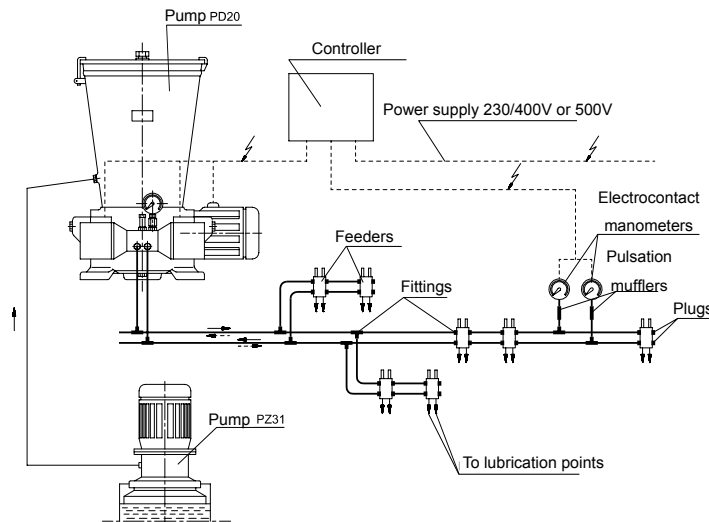 Pump PD20
Controller
Power supply 230/400V or 500V
Electrocontact
manometers
Pulsation
mufflers
Feeders
Fittings
Plugs
Pump PZ31
To lubrication points